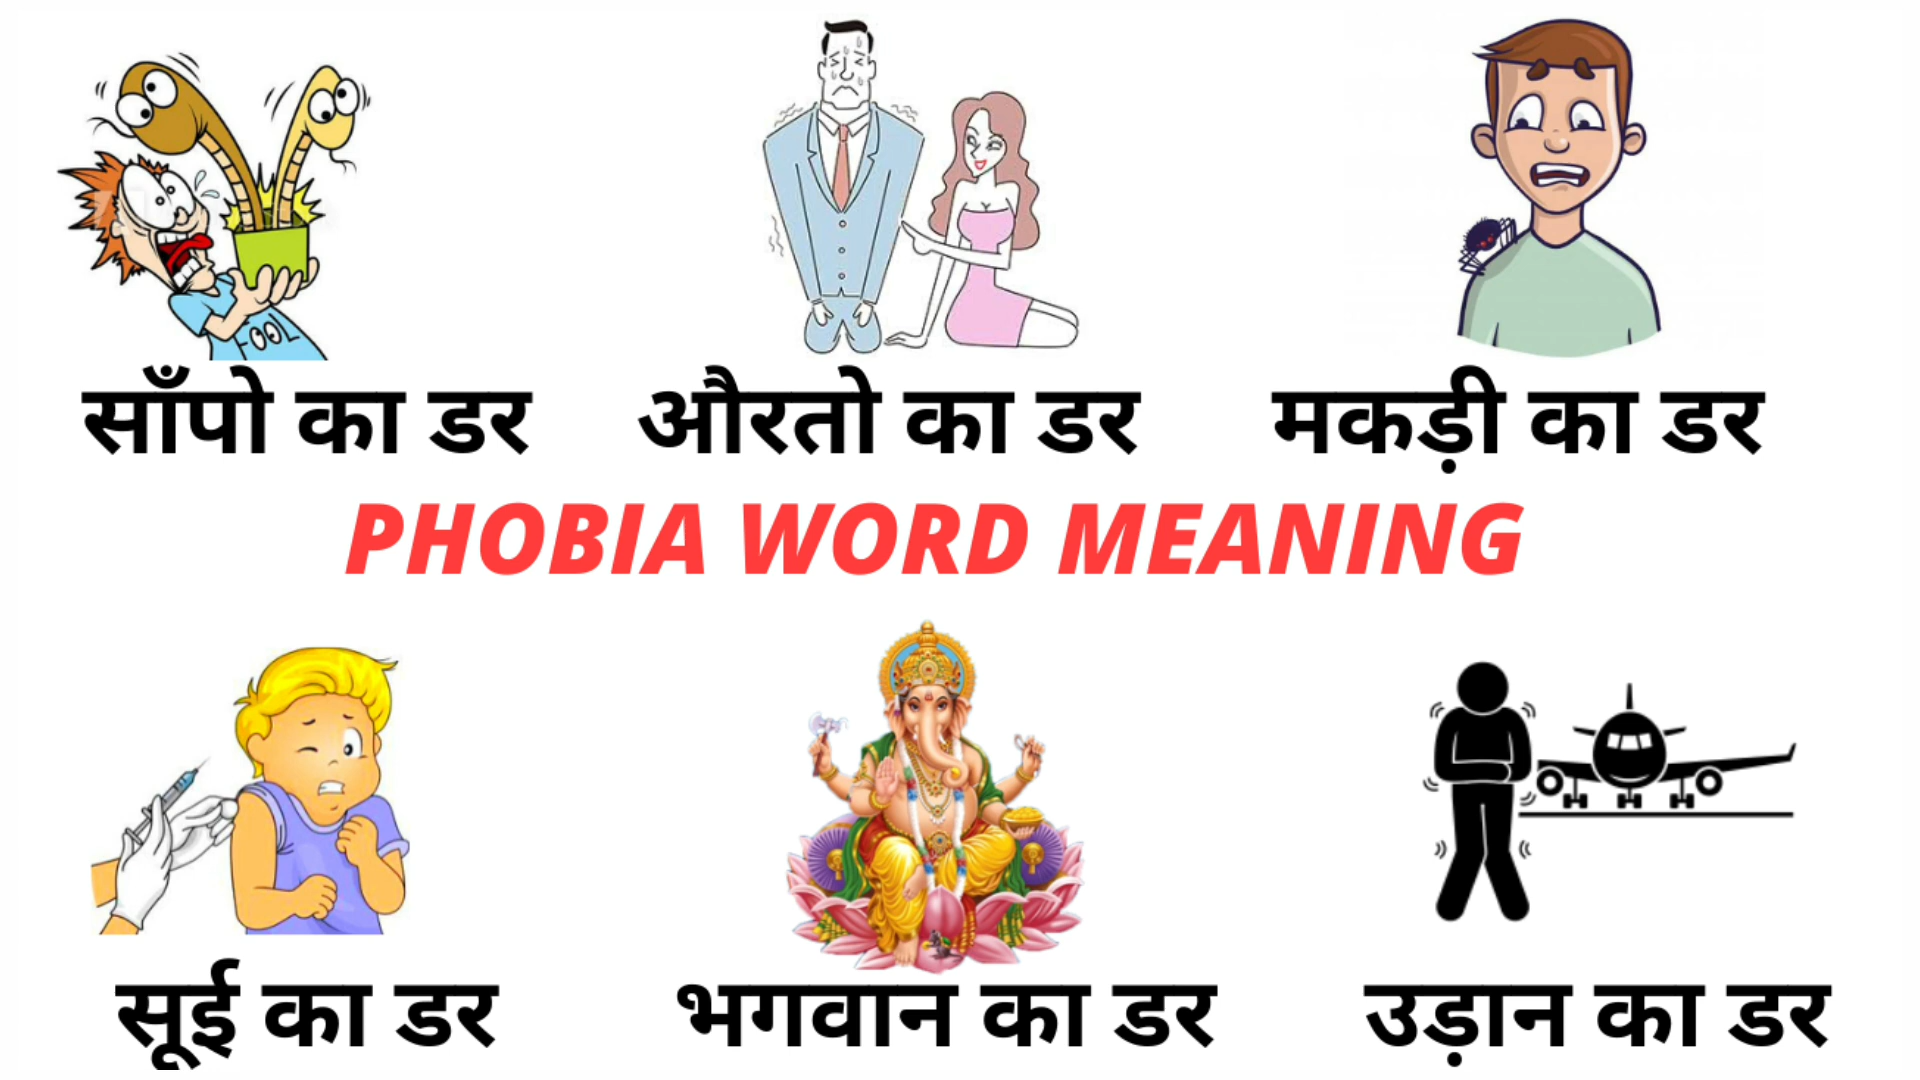 FOOL
साँपो का डर औरतो का डर मकड़ी का डर
PHOBIA WORD MEANING
सूई का डर भगवान का डर उड़ान का डर